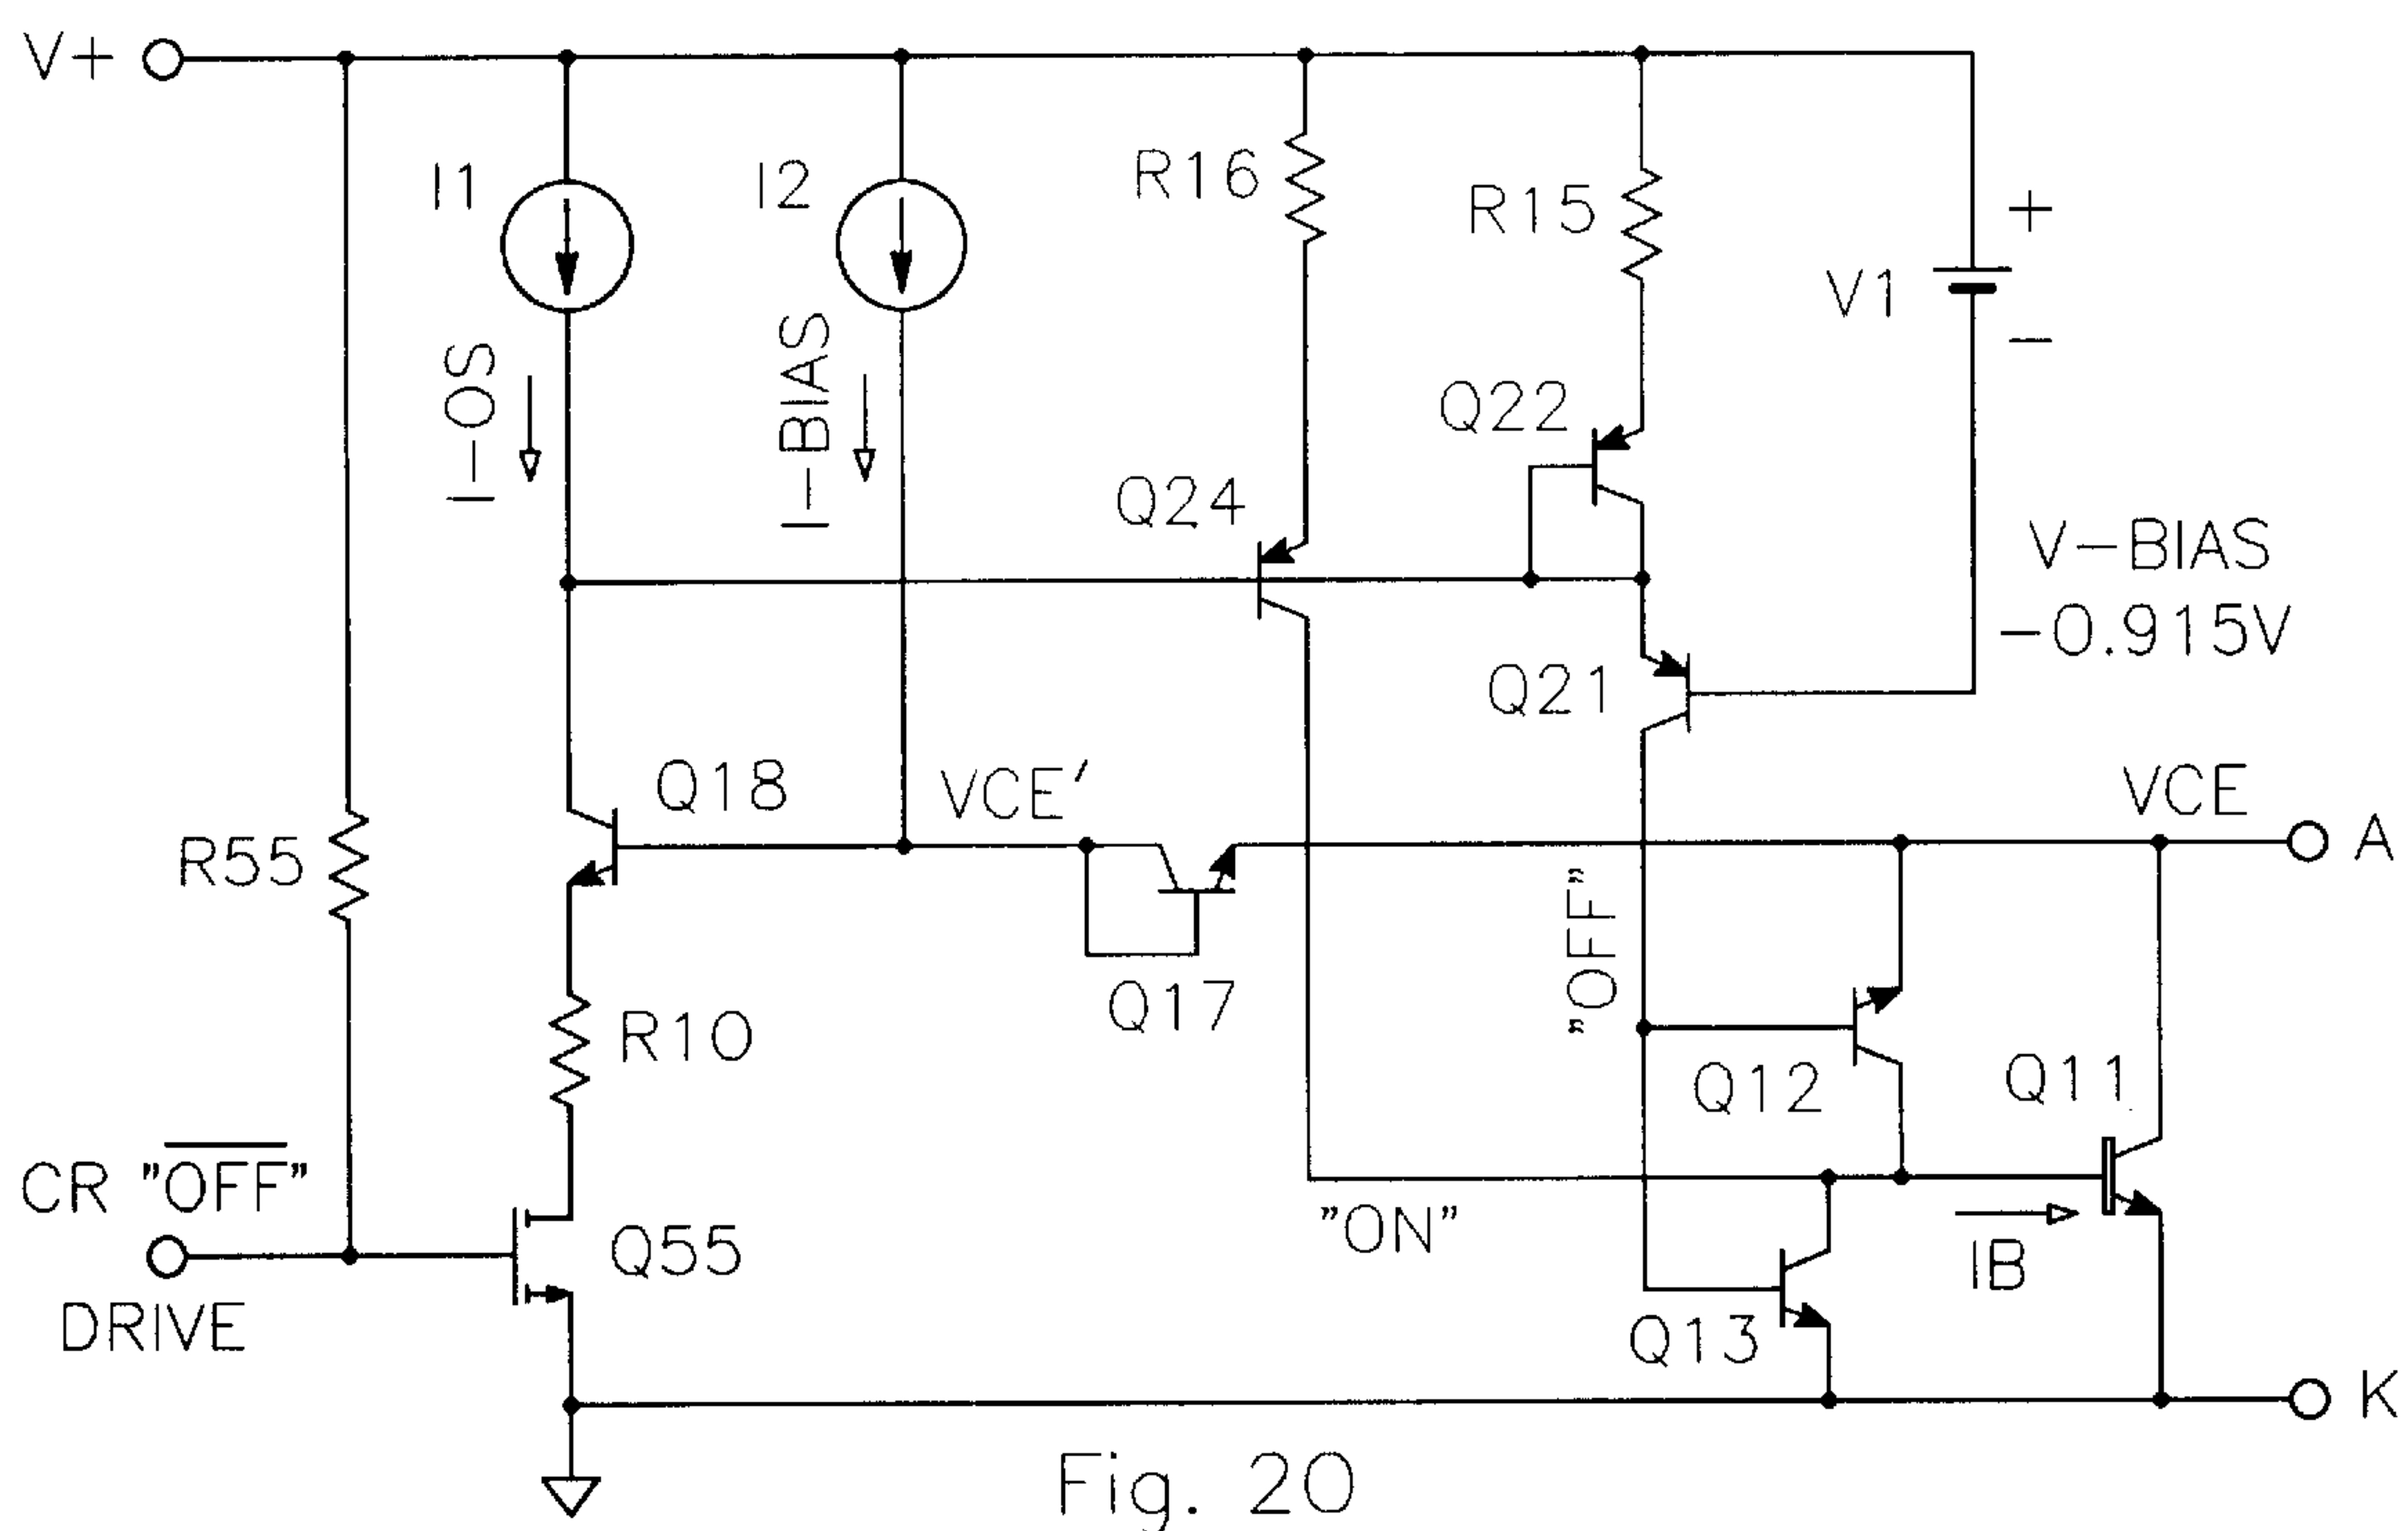 V+
I1
I2
R16
R15
+
V1
−
I-OS
I-BIAS
Q22
Q24
V-BIAS
-0.915V
Q21
Q18
VCE'
VCE
A
R55
"OFF"
Q17
R10
Q12
Q11
CR "OFF"
Q55
"ON"
IB
DRIVE
Q13
K
Fig. 20